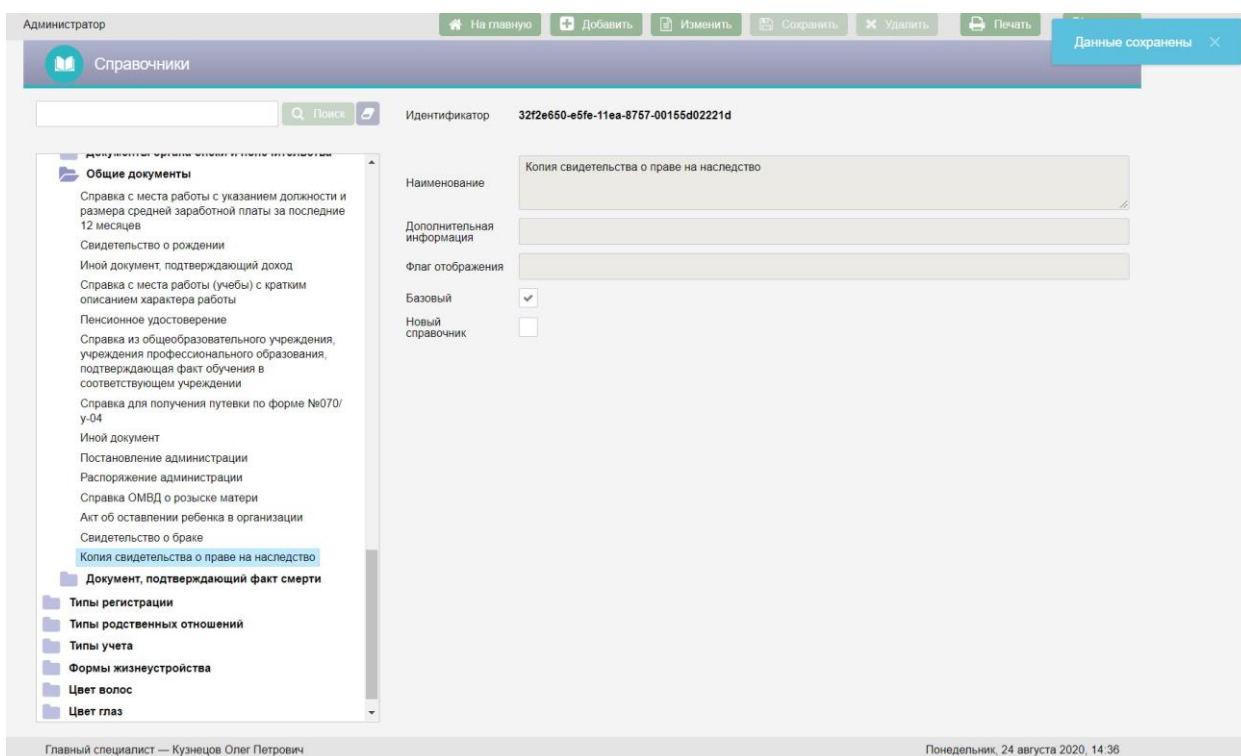 Администратор
На главную
Добавить
Изменить
Сохранить
Удалить
Печать
Данные сохранены
Справочники
Поиск
Идентификатор
32f2e650-e5fe-11ea-8757-00155d02221d
Общие документы
Справка с места работы с указанием должности и
размера средней заработной платы за последние
12 месяцев
Свидетельство о рождении
Иной документ, подтверждающий доход
Справка с места работы (учебы) с кратким
описанием характера работы
Пенсионное удостоверение
Справка из общеобразовательного учреждения,
учреждения профессионального образования,
подтверждающая факт обучения в
соответствующем учреждении
Справка для получения путевки по форме №070/
у-04
Иной документ
Постановление администрации
Распоряжение администрации
Справка ОМВД о розыске матери
Акт об оставлении ребенка в организации
Свидетельство о браке
Копия свидетельства о праве на наследство
Документ, подтверждающий факт смерти
Типы регистрации
Типы родственных отношений
Типы учета
Формы жизнеустройства
Цвет волос
Цвет глаз
Наименование
Копия свидетельства о праве на наследство
Дополнительная
информация
Флаг отображения
Базовый
Новый
справочник
Главный специалист — Кузнецов Олег Петрович
Понедельник, 24 августа 2020, 14:36